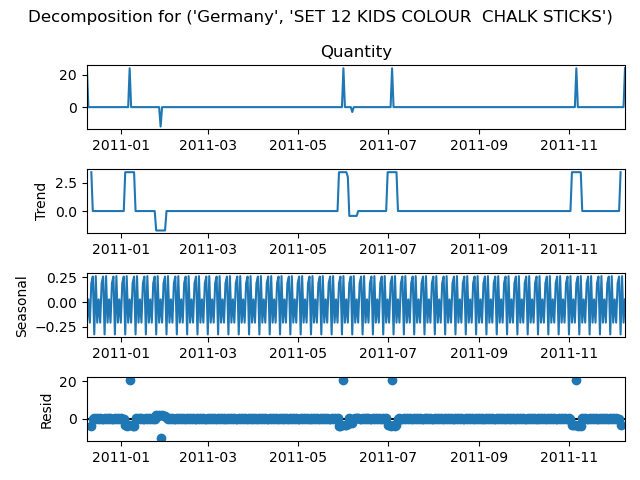 Decomposition for ('Germany', 'SET 12 KIDS COLOUR  CHALK STICKS')
Quantity
20
0
2011-01 2011-03 2011-05 2011-07 2011-09 2011-11
Trend
2.5
0.0
2011-01 2011-03 2011-05 2011-07 2011-09 2011-11
Seasonal
0.25
0.00
−0.25
2011-01 2011-03 2011-05 2011-07 2011-09 2011-11
Resid
20
0
2011-01 2011-03 2011-05 2011-07 2011-09 2011-11